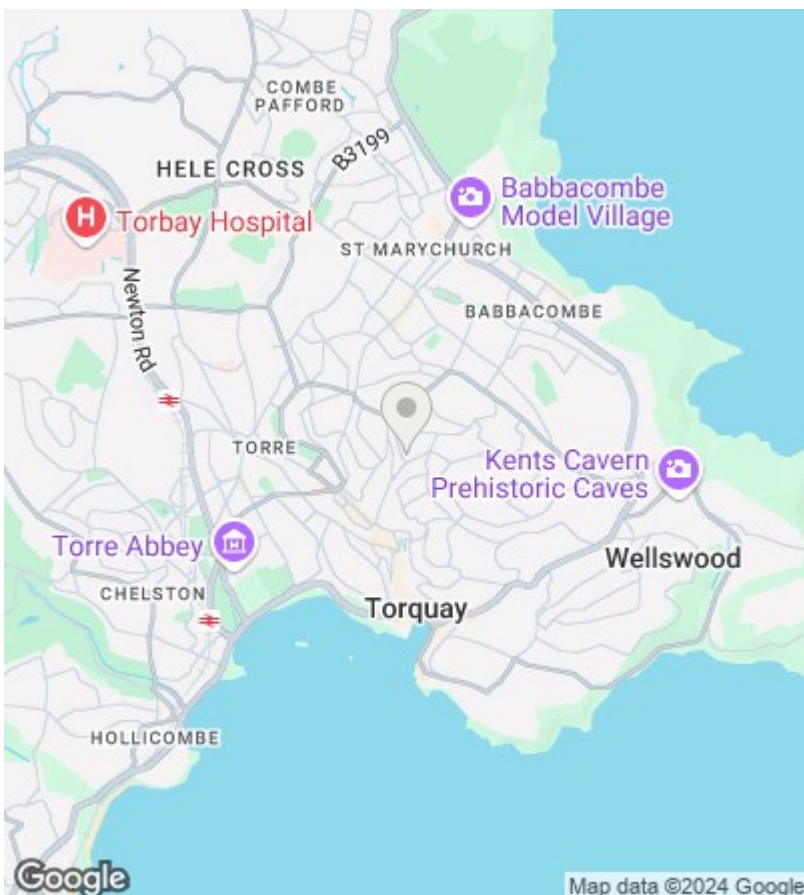 COMBE
PAFFORD
B3199
HELE CROSS
Babbacombe
Model Village
H
Torbay Hospital
ST MARYCHURCH
Newton Rd
BABBACOMBE
TORRE
Kents Cavern
Prehistoric Caves
Torre Abbey
Wellswood
CHELSTON
Torquay
HOLLICOMBE
Google
Map data ©2024 Google